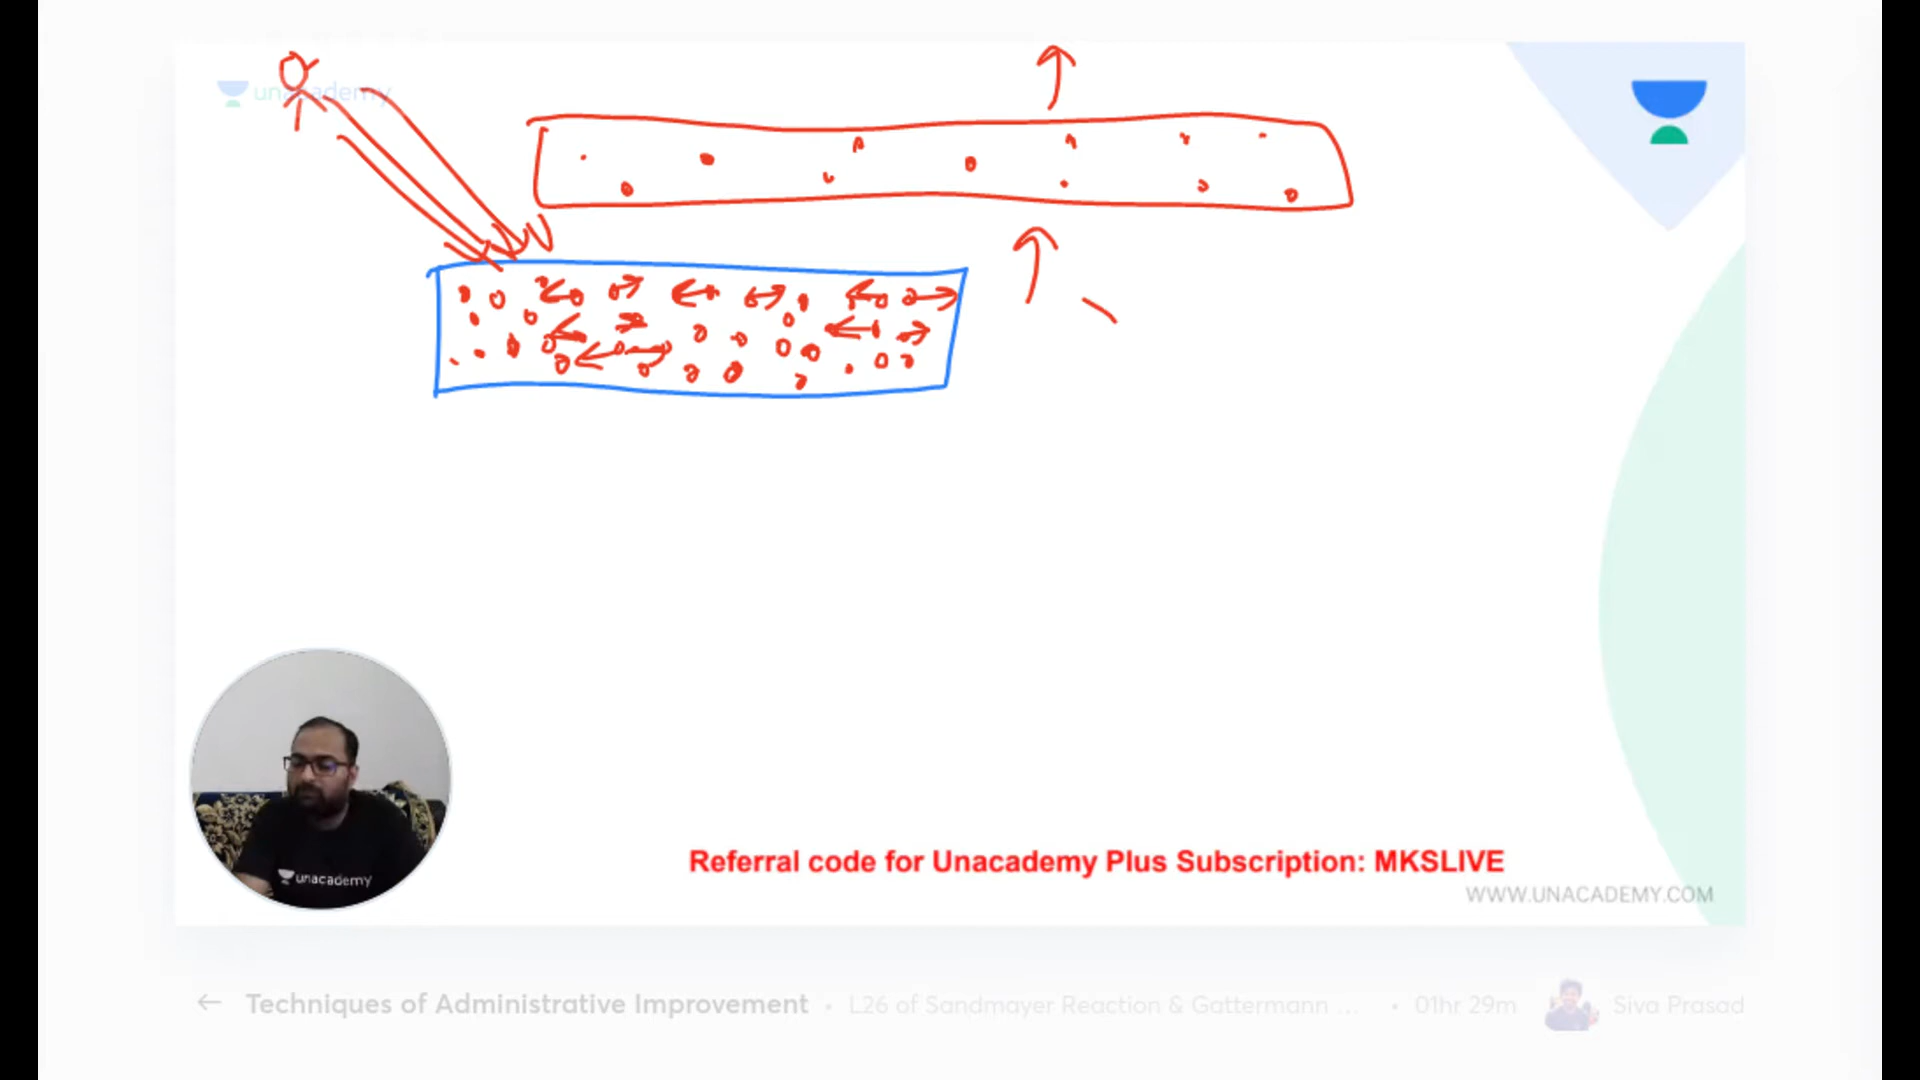 unacademy
unacademy
Referral code for Unacademy Plus Subscription: MKSLIVE
WWW.UNACADEMY.COM
← Techniques of Administrative Improvement • L26 of Sandmayer Reaction & Gattermann ... • 01hr 29m Siva Prasad